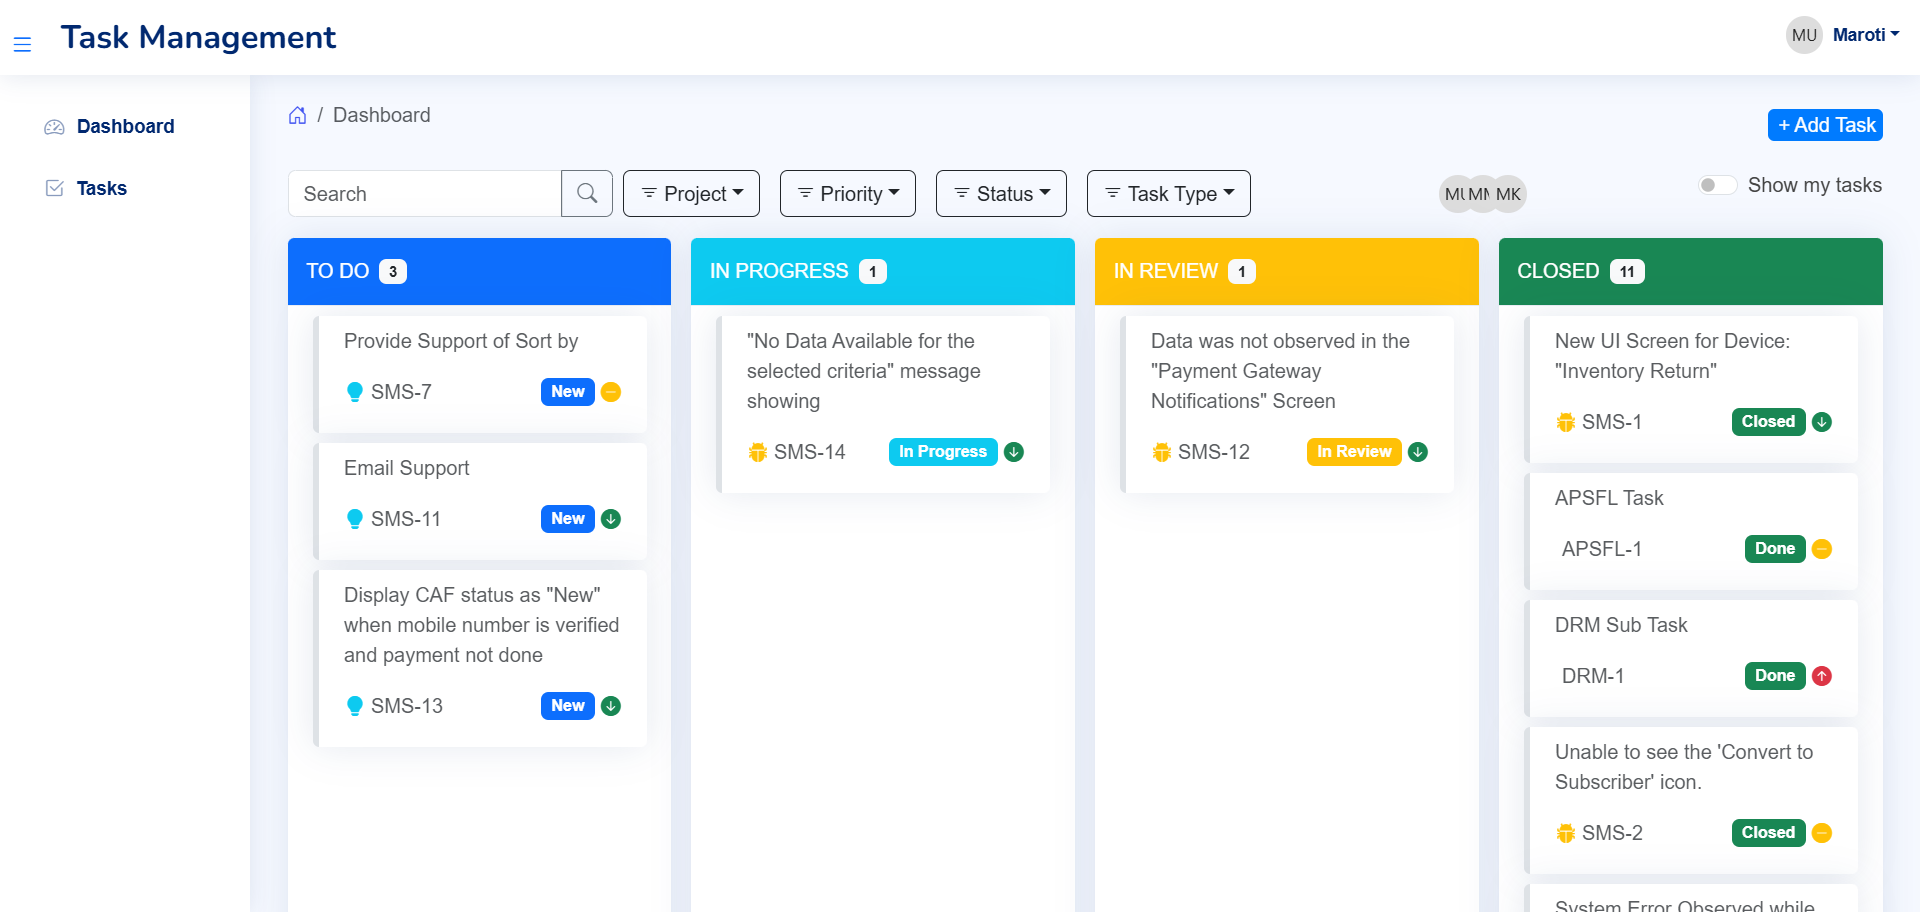 Task Management
MU Maroti
Dashboard
Tasks
/ Dashboard
+ Add Task
Search
Project
Priority
Status
Task Type
MK
Show my tasks
TO DO 3
Provide Support of Sort by
SMS-7 New
Email Support
SMS-11 New
Display CAF status as "New"
when mobile number is verified
and payment not done
SMS-13 New
IN PROGRESS 1
"No Data Available for the
selected criteria" message
showing
SMS-14 In Progress
IN REVIEW 1
Data was not observed in the
"Payment Gateway
Notifications" Screen
SMS-12 In Review
CLOSED 11
New UI Screen for Device:
"Inventory Return"
SMS-1 Closed
APSFL Task
APSFL-1 Done
DRM Sub Task
DRM-1 Done
Unable to see the 'Convert to
Subscriber' icon.
SMS-2 Closed
System Error Observed while